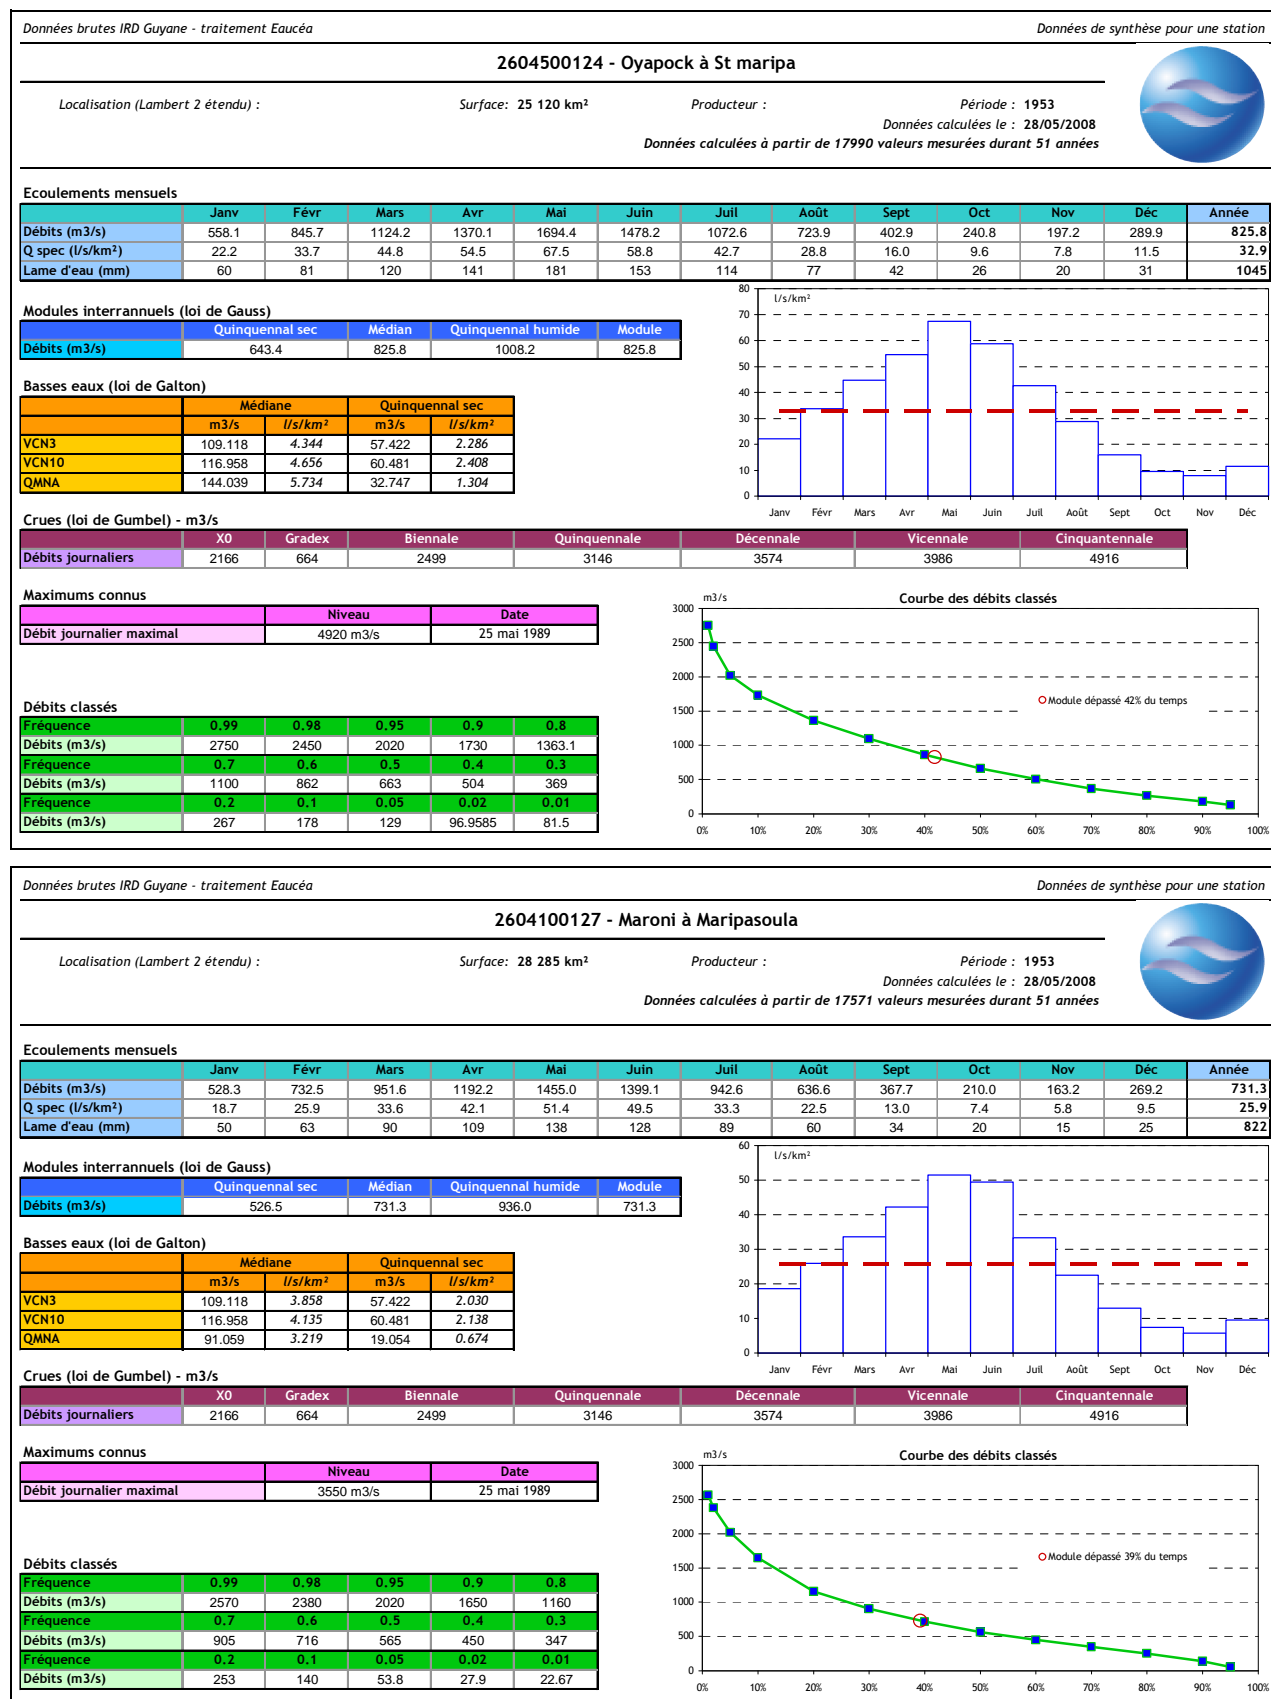 Données brutes IRD Guyane - traitement Eaucéa Données de synthèse pour une station
2604500124 - Oyapock à St maripa
Localisation (Lambert 2 étendu) : Surface: 25 120 km² Producteur : Période : 1953
Données calculées le : 28/05/2008
Données calculées à partir de 17990 valeurs mesurées durant 51 années
Ecoulements mensuels
Janv Févr Mars Avr Mai Juin Juil Août Sept Oct Nov Déc Année
Débits (m3/s) 558.1 845.7 1124.2 1370.1 1694.4 1478.2 1072.6 723.9 402.9 240.8 197.2 289.9 825.8
Q spec (l/s/km²) 22.2 33.7 44.8 54.5 67.5 58.8 42.7 28.8 16.0 9.6 7.8 11.5 32.9
Lame d'eau (mm) 60 81 120 141 181 153 114 77 42 26 20 31 1045
Modules interrannuels (loi de Gauss)
Quinquennal sec Médian Quinquennal humide Module
Débits (m3/s) 643.4 825.8 1008.2 825.8
Basses eaux (loi de Galton)
Médiane Quinquennal sec
m3/s l/s/km² m3/s l/s/km²
VCN3 109.118 4.344 57.422 2.286
VCN10 116.958 4.656 60.481 2.408
QMNA 144.039 5.734 32.747 1.304
l/s/km²
80
70
60
50
40
30
20
10
0
Janv Févr Mars Avr Mai Juin Juil Août Sept Oct Nov Déc
Crues (loi de Gumbel) - m3/s
X0 Gradex Biennale Quinquennale Décennale Vicennale Cinquantennale
Débits journaliers 2166 664 2499 3146 3574 3986 4916
Maximums connus
Niveau Date
Débit journalier maximal 4920 m3/s 25 mai 1989
Débits classés
Fréquence 0.99 0.98 0.95 0.9 0.8
Débits (m3/s) 2750 2450 2020 1730 1363.1
Fréquence 0.7 0.6 0.5 0.4 0.3
Débits (m3/s) 1100 862 663 504 369
Fréquence 0.2 0.1 0.05 0.02 0.01
Débits (m3/s) 267 178 129 96.9585 81.5
m3/s Courbe des débits classés
3000
2500
2000
1500
1000
500
0
Module dépassé 42% du temps
0% 10% 20% 30% 40% 50% 60% 70% 80% 90% 100%
Données brutes IRD Guyane - traitement Eaucéa Données de synthèse pour une station
2604100127 - Maroni à Maripasoula
Localisation (Lambert 2 étendu) : Surface: 28 285 km² Producteur : Période : 1953
Données calculées le : 28/05/2008
Données calculées à partir de 17571 valeurs mesurées durant 51 années
Ecoulements mensuels
Janv Févr Mars Avr Mai Juin Juil Août Sept Oct Nov Déc Année
Débits (m3/s) 528.3 732.5 951.6 1192.2 1455.0 1399.1 942.6 636.6 367.7 210.0 163.2 269.2 731.3
Q spec (l/s/km²) 18.7 25.9 33.6 42.1 51.4 49.5 33.3 22.5 13.0 7.4 5.8 9.5 25.9
Lame d'eau (mm) 50 63 90 109 138 128 89 60 34 20 15 25 822
Modules interrannuels (loi de Gauss)
Quinquennal sec Médian Quinquennal humide Module
Débits (m3/s) 526.5 731.3 936.0 731.3
Basses eaux (loi de Galton)
Médiane Quinquennal sec
m3/s l/s/km² m3/s l/s/km²
VCN3 109.118 3.858 57.422 2.030
VCN10 116.958 4.135 60.481 2.138
QMNA 91.059 3.219 19.054 0.674
l/s/km²
60
50
40
30
20
10
0
Janv Févr Mars Avr Mai Juin Juil Août Sept Oct Nov Déc
Crues (loi de Gumbel) - m3/s
X0 Gradex Biennale Quinquennale Décennale Vicennale Cinquantennale
Débits journaliers 2166 664 2499 3146 3574 3986 4916
Maximums connus
Niveau Date
Débit journalier maximal 3550 m3/s 25 mai 1989
Débits classés
Fréquence 0.99 0.98 0.95 0.9 0.8
Débits (m3/s) 2570 2380 2020 1650 1160
Fréquence 0.7 0.6 0.5 0.4 0.3
Débits (m3/s) 905 716 565 450 347
Fréquence 0.2 0.1 0.05 0.02 0.01
Débits (m3/s) 253 140 53.8 27.9 22.67
m3/s Courbe des débits classés
3000
2500
2000
1500
1000
500
0
Module dépassé 39% du temps
0% 10% 20% 30% 40% 50% 60% 70% 80% 90% 100%